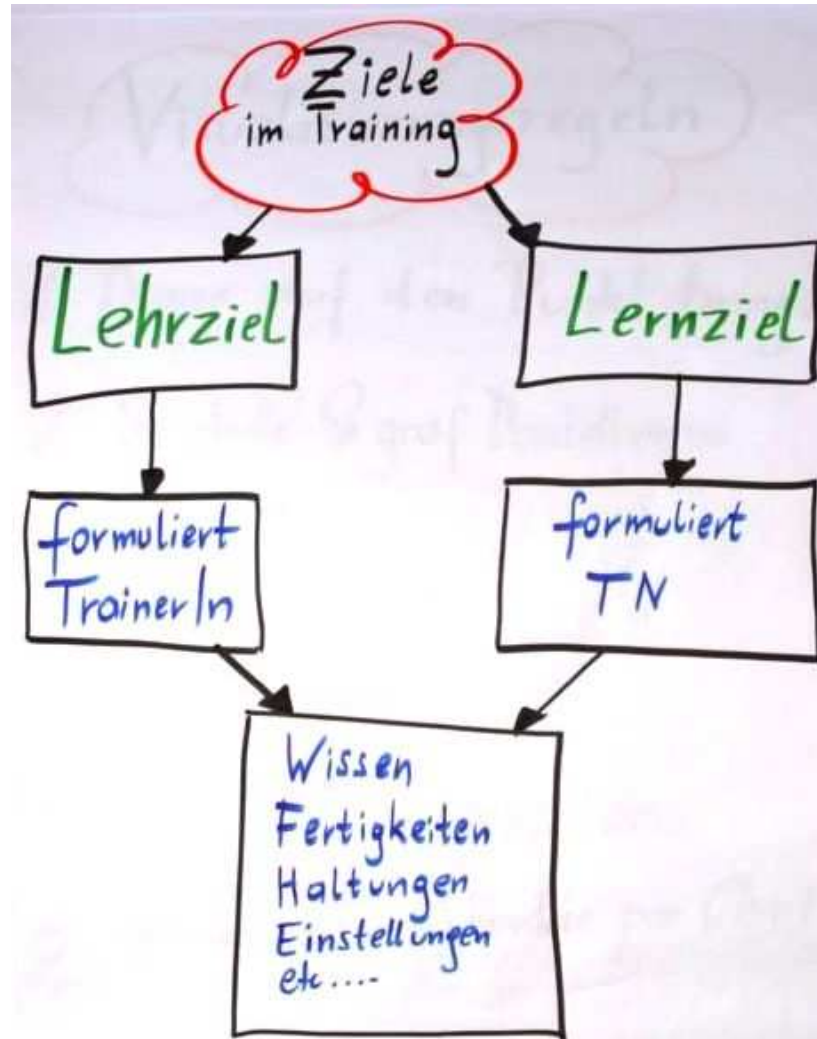 Ziele
im Training
Lehrziel
Lernziel
formuliert
TrainerIn
formuliert
TN
Wissen
Fertigkeiten
Haltungen
Einstellungen
etc....